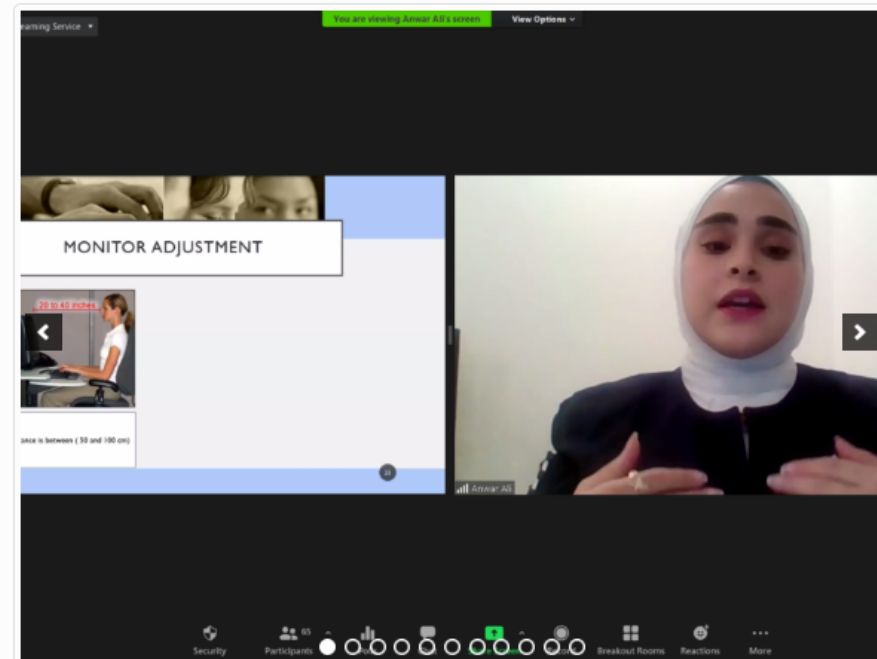 earning Service
You are viewing Anwar Ali's screen
View Options
MONITOR ADJUSTMENT
20 to 40 inches
ance is between ( 50 and 100 cm)
Anwar Ali
Security
Participants
65
Breakout Rooms
Reactions
More